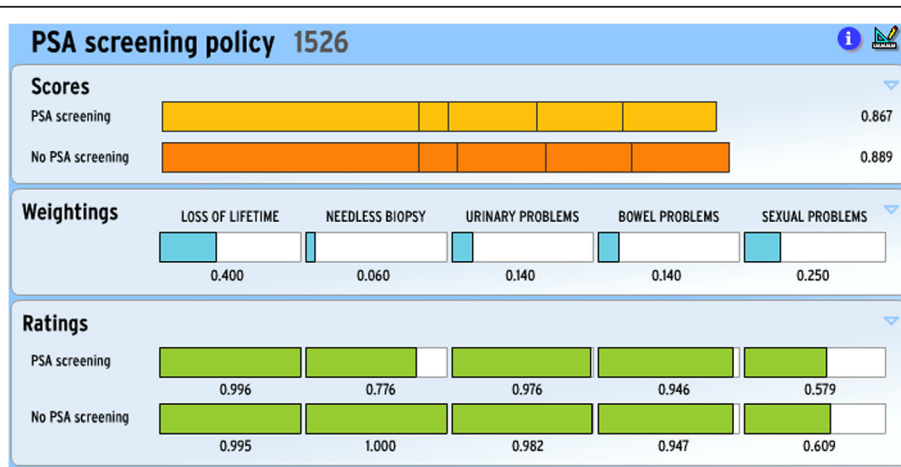 PSA screening policy 1526
i
Scores
PSA screening 0.867
No PSA screening 0.889
Weightings LOSS OF LIFETIME NEEDLESS BIOPSY URINARY PROBLEMS BOWEL PROBLEMS SEXUAL PROBLEMS
0.400 0.060 0.140 0.140 0.250
Ratings
PSA screening
0.996 0.776 0.976 0.946 0.579
No PSA screening
0.995 1.000 0.982 0.947 0.609